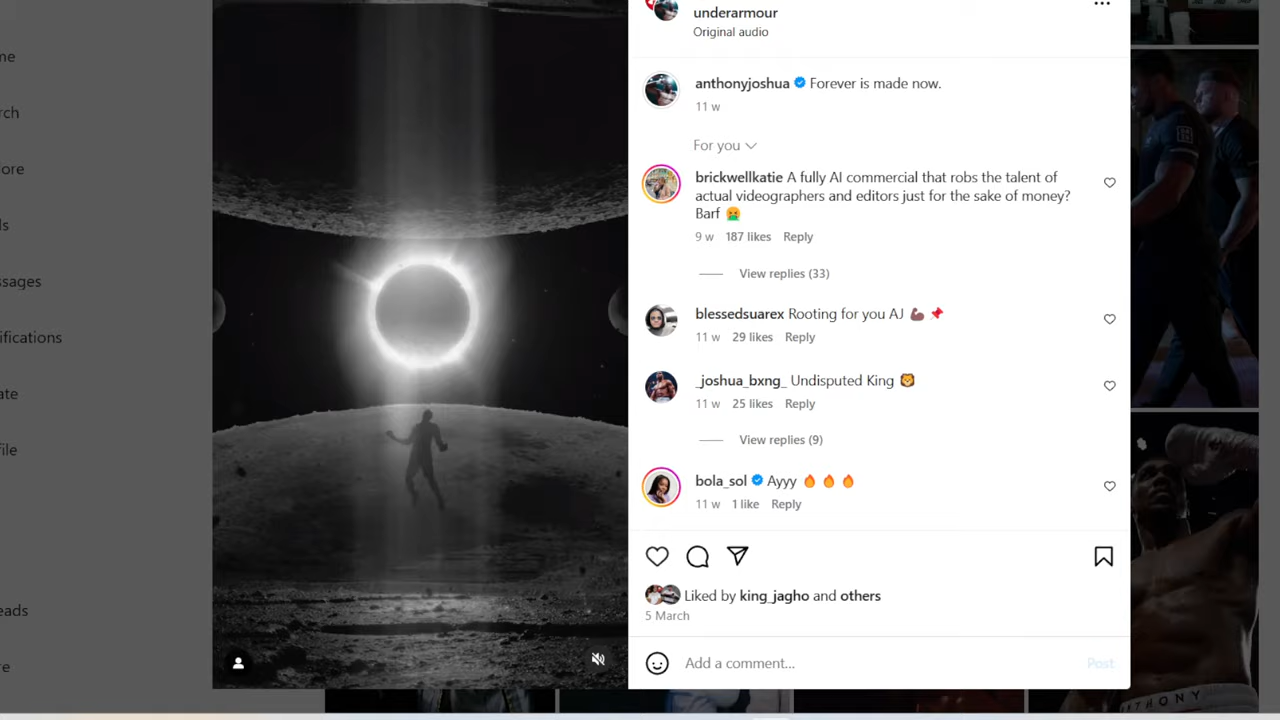 underarmour
Original audio
anthonyjoshua Forever is made now.
11 w
For you
brickwellkatie A fully AI commercial that robs the talent of
actual videographers and editors just for the sake of money?
Barf 🤮
9 w 187 likes Reply
View replies (33)
blessedsuarex Rooting for you AJ 💪🏿 📌
11 w 29 likes Reply
_joshua_bxng_ Undisputed King 🦁
11 w 25 likes Reply
View replies (9)
bola_sol Ayyy 🔥 🔥 🔥
11 w 1 like Reply
Liked by king_jagho and others
5 March
Add a comment... Post
me
rch
ore
ls
ssages
ifications
ate
file
eads
re
THONY